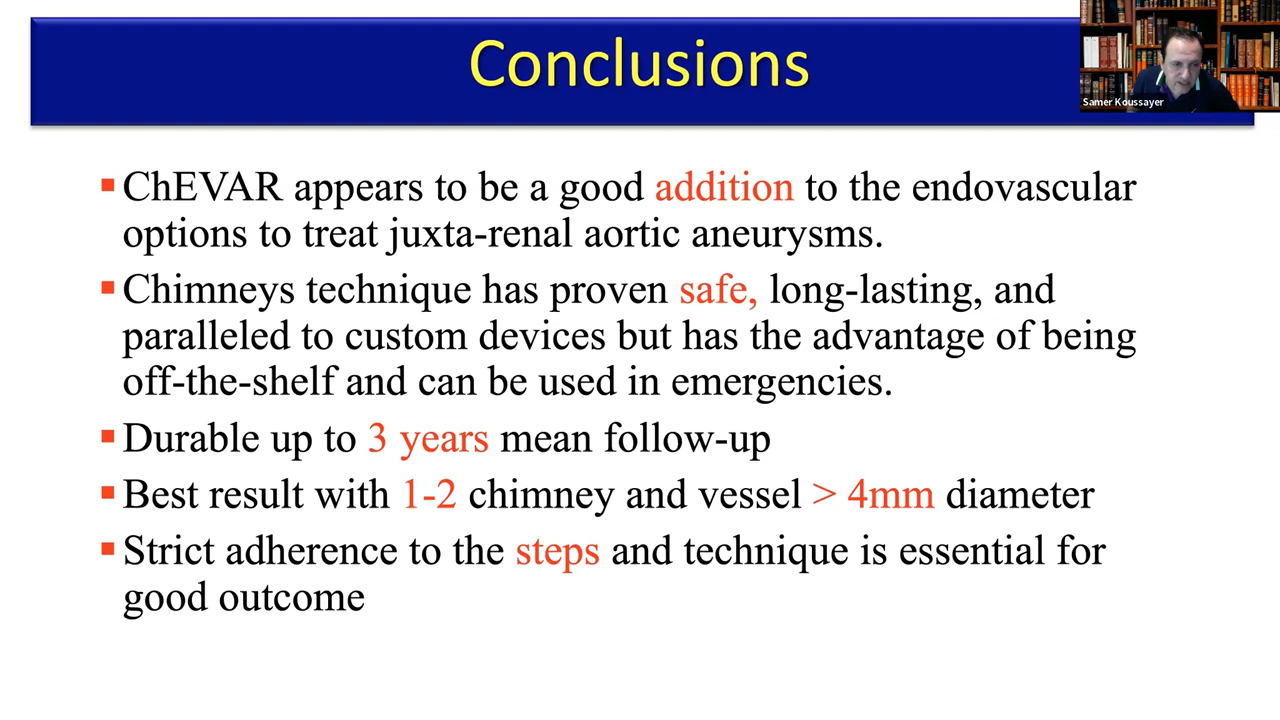 Conclusions
Samer Koussayer
▪ChEVAR appears to be a good addition to the endovascular
options to treat juxta-renal aortic aneurysms.
▪Chimneys technique has proven safe, long-lasting, and
paralleled to custom devices but has the advantage of being
off-the-shelf and can be used in emergencies.
▪Durable up to 3 years mean follow-up
▪Best result with 1-2 chimney and vessel > 4mm diameter
▪Strict adherence to the steps and technique is essential for
good outcome